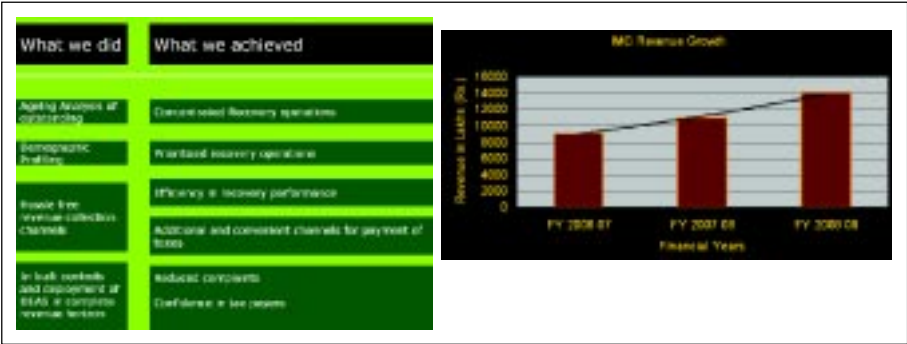 What we did
What we achieved
Ageing Analysis of
outstanding
Concentrated Recovery operations
Demographic
Profiling
Prioritized recovery operations
Hassle free
revenue collection
channels
Efficiency in recovery performance
Additional and convenient channels for payment of
taxes
In built controls
and deployment of
in complete
revenue
Reduced complaints
Confidence in tax payers
Revenue Growth
Revenue in Lakhs (Rs.)
16000
14000
12000
10000
8000
6000
4000
2000
0
FY 2006 07
FY 2007 08
FY 2008 09
Financial Years